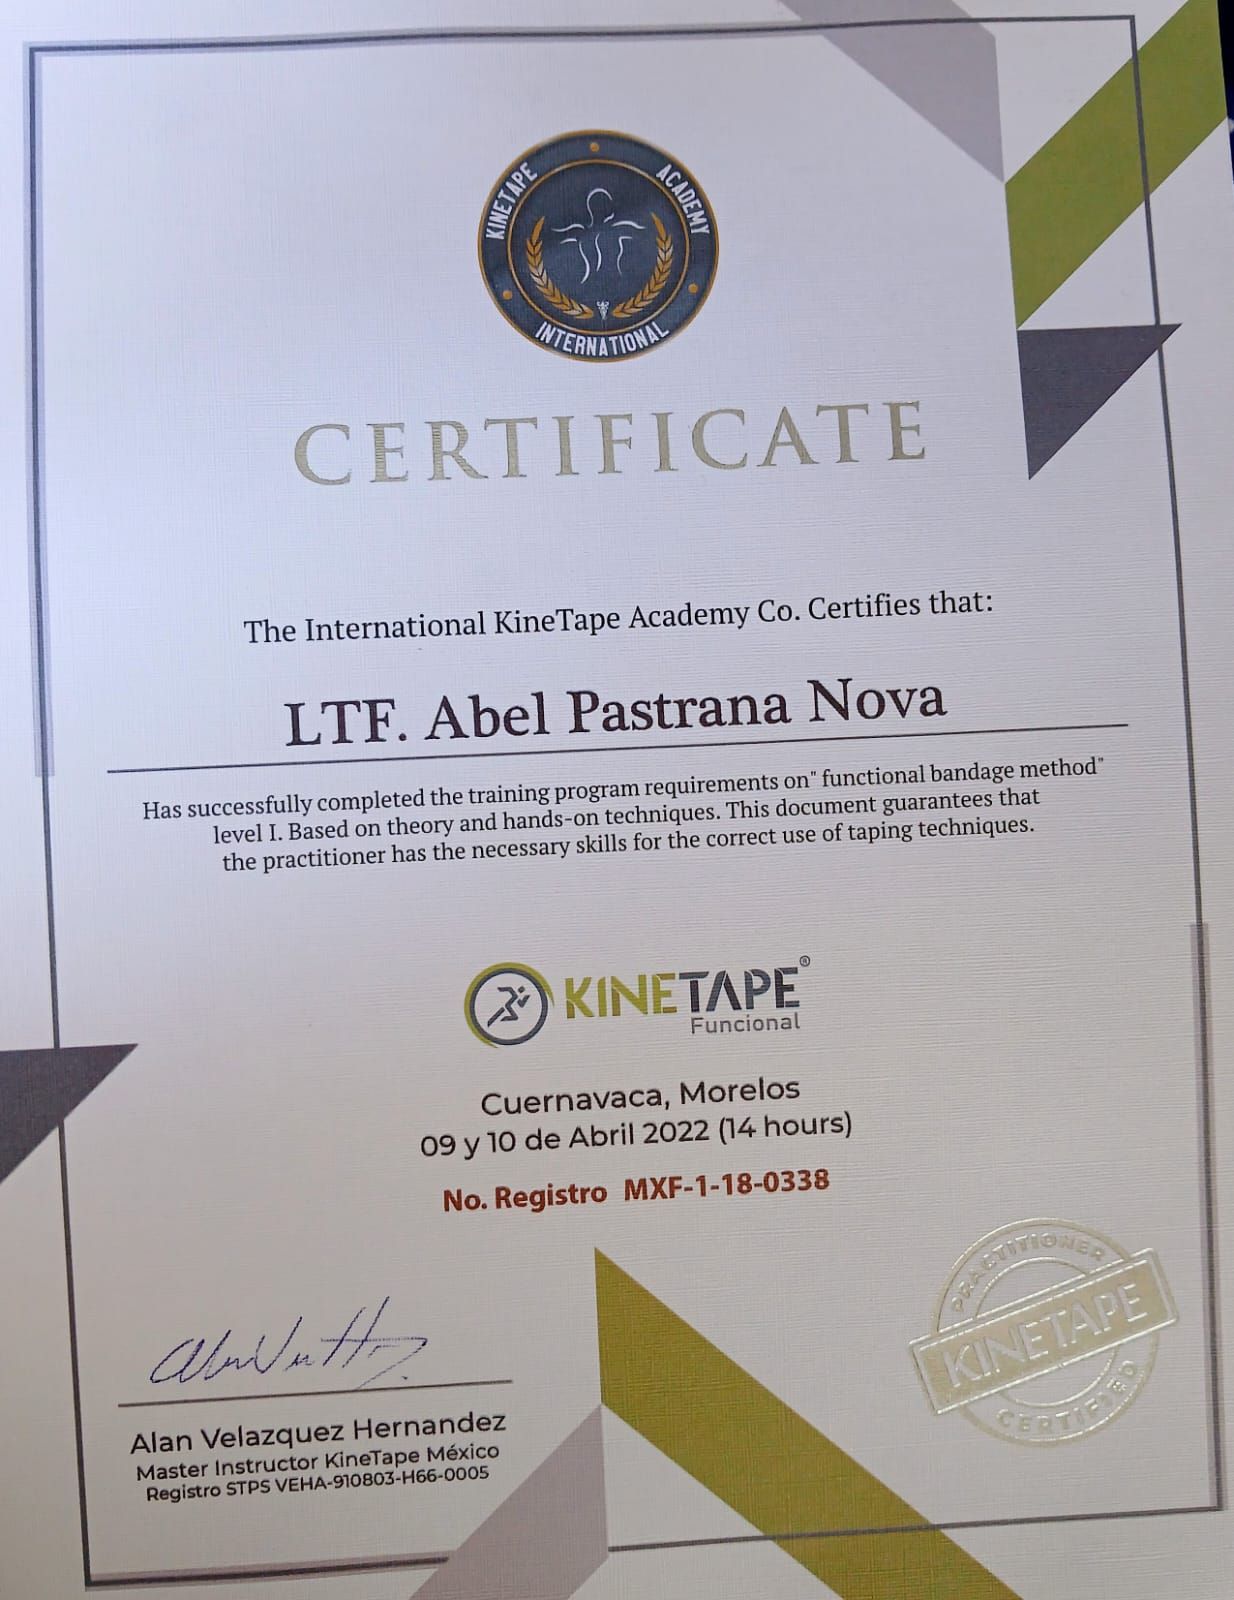 KINETAPE ACADEMY
INTERNATIONAL
CERTIFICATE
The International KineTape Academy Co. Certifies that:
LTF. Abel Pastrana Nova
Has successfully completed the training program requirements on" functional bandage method"
level I. Based on theory and hands-on techniques. This document guarantees that
the practitioner has the necessary skills for the correct use of taping techniques.
KINETAPE®
Funcional
Cuernavaca, Morelos
09 y 10 de Abril 2022 (14 hours)
No. Registro MXF-1-18-0338
PRACTITIONER
KINETAPE
CERTIFIED
Alan Velazquez Hernandez
Master Instructor KineTape México
Registro STPS VEHA-910803-H66-0005